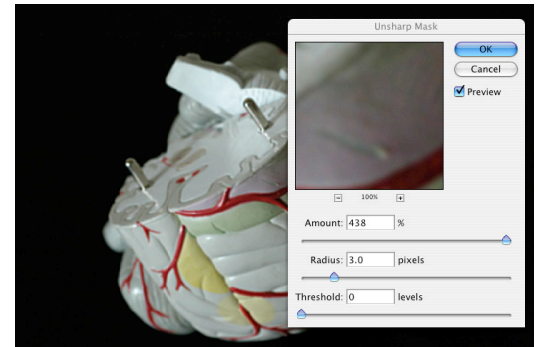 Unsharp Mask
OK
Cancel
Preview
100%
Amount: 438 %
Radius: 3.0 pixels
Threshold: 0 levels